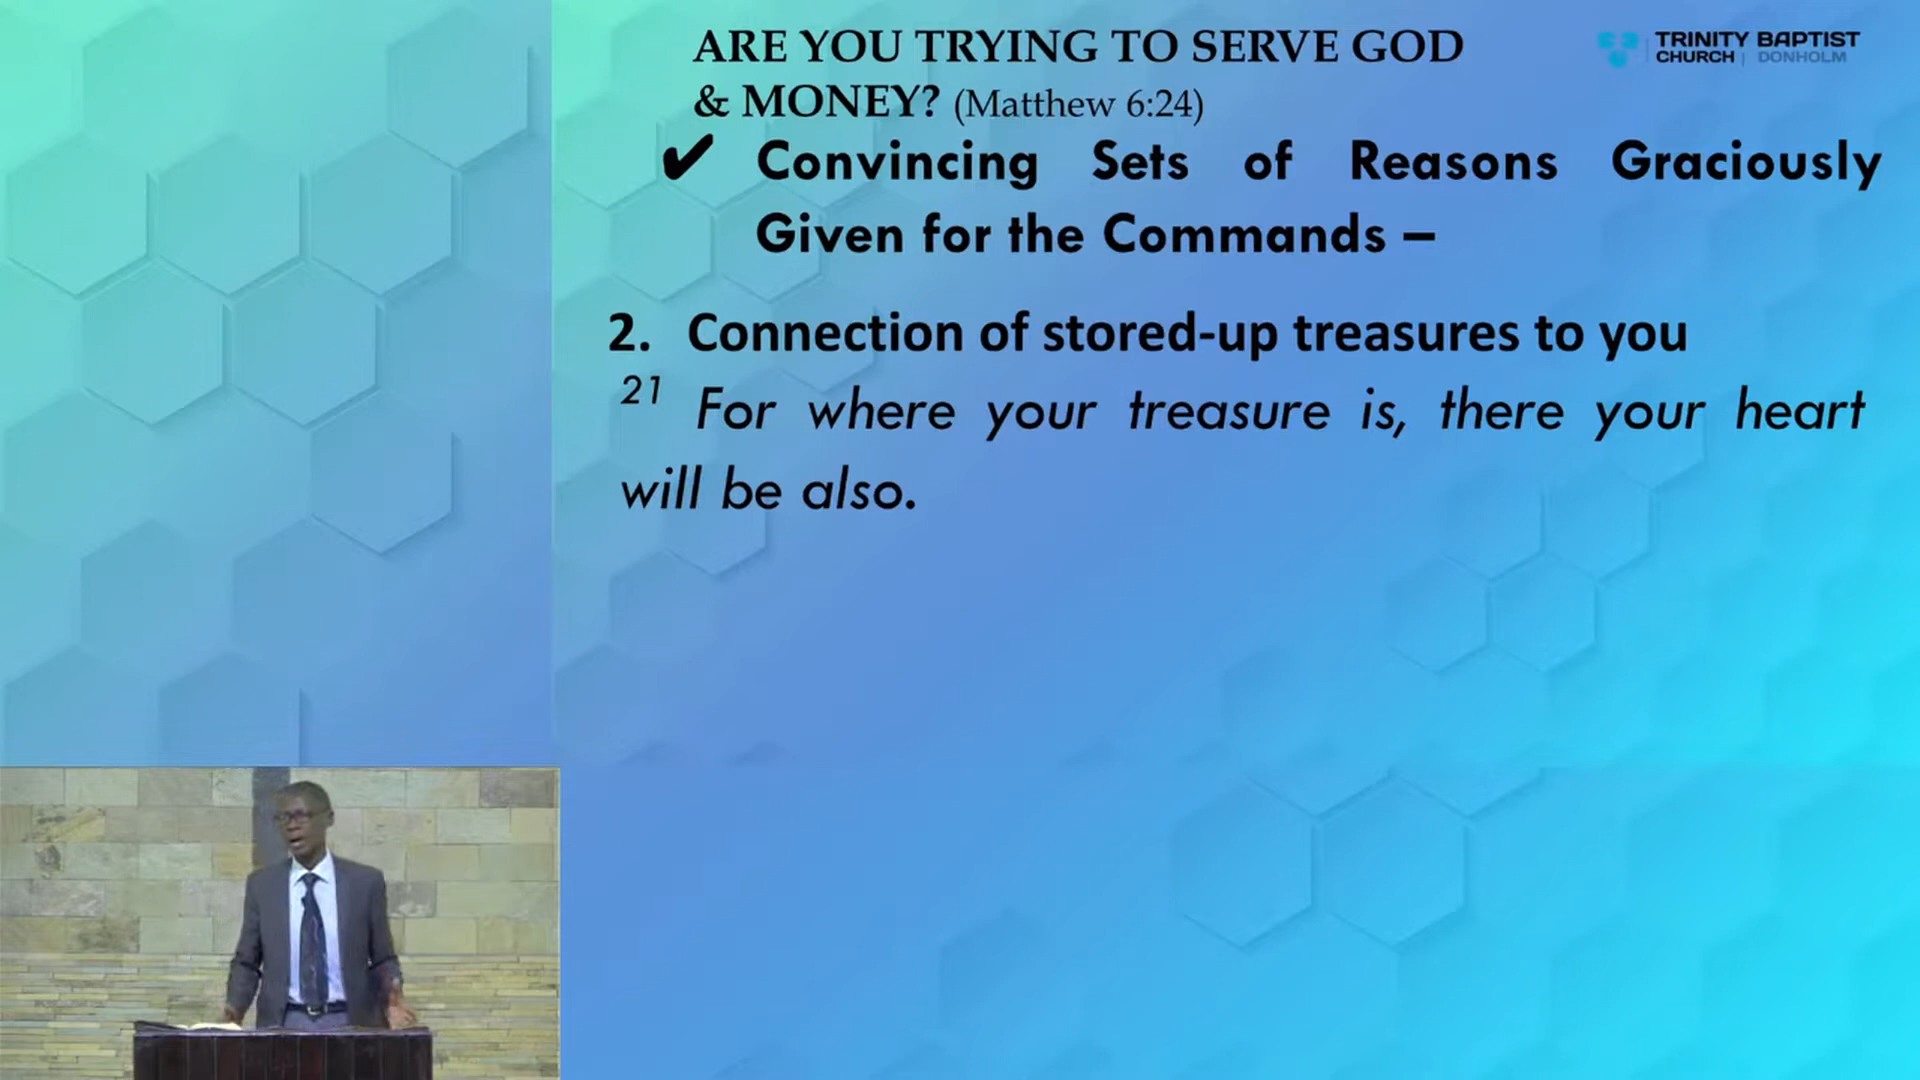 ARE YOU TRYING TO SERVE GOD
& MONEY? (Matthew 6:24)
TRINITY BAPTIST
CHURCH | DONHOLM
✔ Convincing Sets of Reasons Graciously
Given for the Commands –
2. Connection of stored-up treasures to you
21 For where your treasure is, there your heart
will be also.